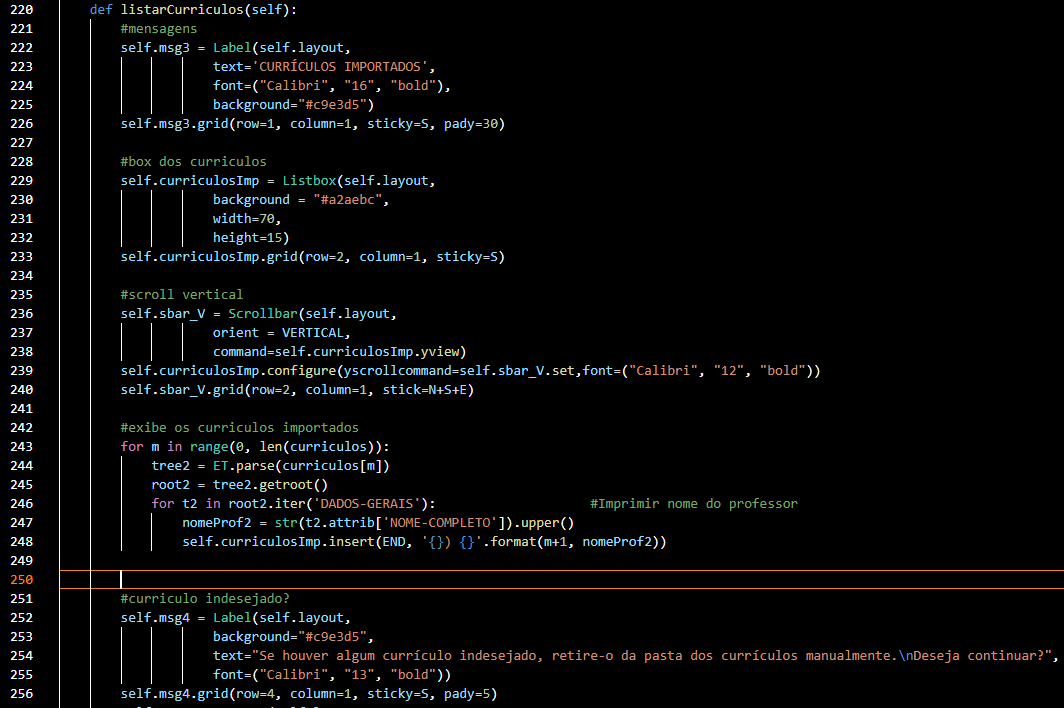 220 def listarCurriculos(self):
221 #mensagens
222 self.msg3 = Label(self.layout,
223 text='CURRÍCULOS IMPORTADOS',
224 font=("Calibri", "16", "bold"),
225 background="#c9e3d5")
226 self.msg3.grid(row=1, column=1, sticky=S, pady=30)
227
228 #box dos curriculos
229 self.curriculosImp = Listbox(self.layout,
230 background = "#a2aebc",
231 width=70,
232 height=15)
233 self.curriculosImp.grid(row=2, column=1, sticky=S)
234
235 #scroll vertical
236 self.sbar_V = Scrollbar(self.layout,
237 orient = VERTICAL,
238 command=self.curriculosImp.yview)
239 self.curriculosImp.configure(yscrollcommand=self.sbar_V.set,font=("Calibri", "12", "bold"))
240 self.sbar_V.grid(row=2, column=1, stick=N+S+E)
241
242 #exibe os curriculos importados
243 for m in range(0, len(curriculos)):
244 tree2 = ET.parse(curriculos[m])
245 root2 = tree2.getroot()
246 for t2 in root2.iter('DADOS-GERAIS'): #Imprimir nome do professor
247 nomeProf2 = str(t2.attrib['NOME-COMPLETO']).upper()
248 self.curriculosImp.insert(END, '{}) {}'.format(m+1, nomeProf2))
249
250
251 #curriculo indesejado?
252 self.msg4 = Label(self.layout,
253 background="#c9e3d5",
254 text="Se houver algum currículo indesejado, retire-o da pasta dos currículos manualmente.\nDeseja continuar?",
255 font=("Calibri", "13", "bold"))
256 self.msg4.grid(row=4, column=1, sticky=S, pady=5)